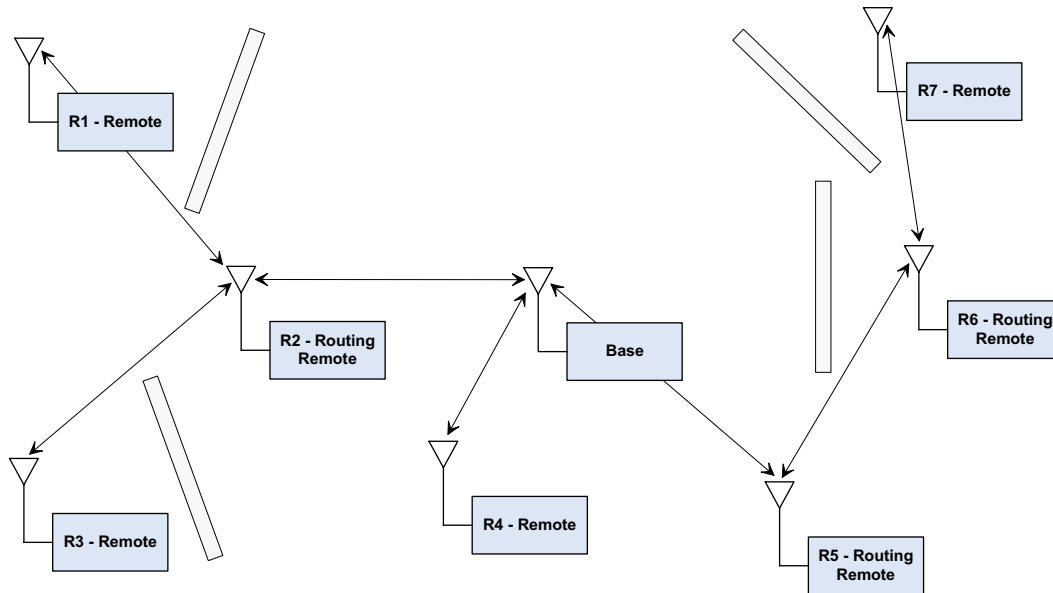 R1 - Remote
R7 - Remote
R2 - Routing
Remote
Base
R6 - Routing
Remote
R3 - Remote
R4 - Remote
R5 - Routing
Remote